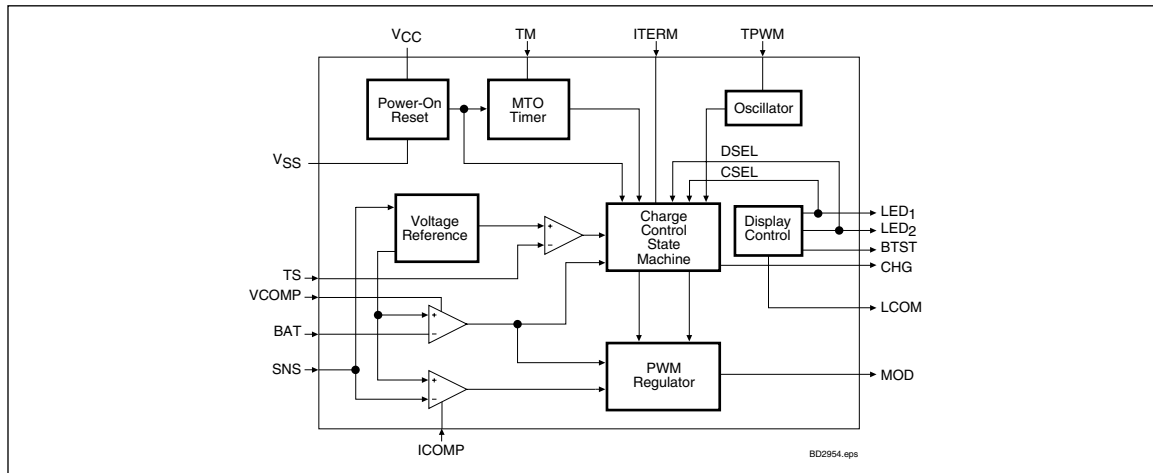 VCC
TM
ITERM
TPWM
Power-On
Reset
MTO
Timer
Oscillator
VSS
DSEL
CSEL
Voltage
Reference
+
−
Charge
Control
State
Machine
Display
Control
LED1
LED2
BTST
CHG
TS
VCOMP
LCOM
BAT
+
−
SNS
PWM
Regulator
MOD
+
−
ICOMP
BD2954.eps